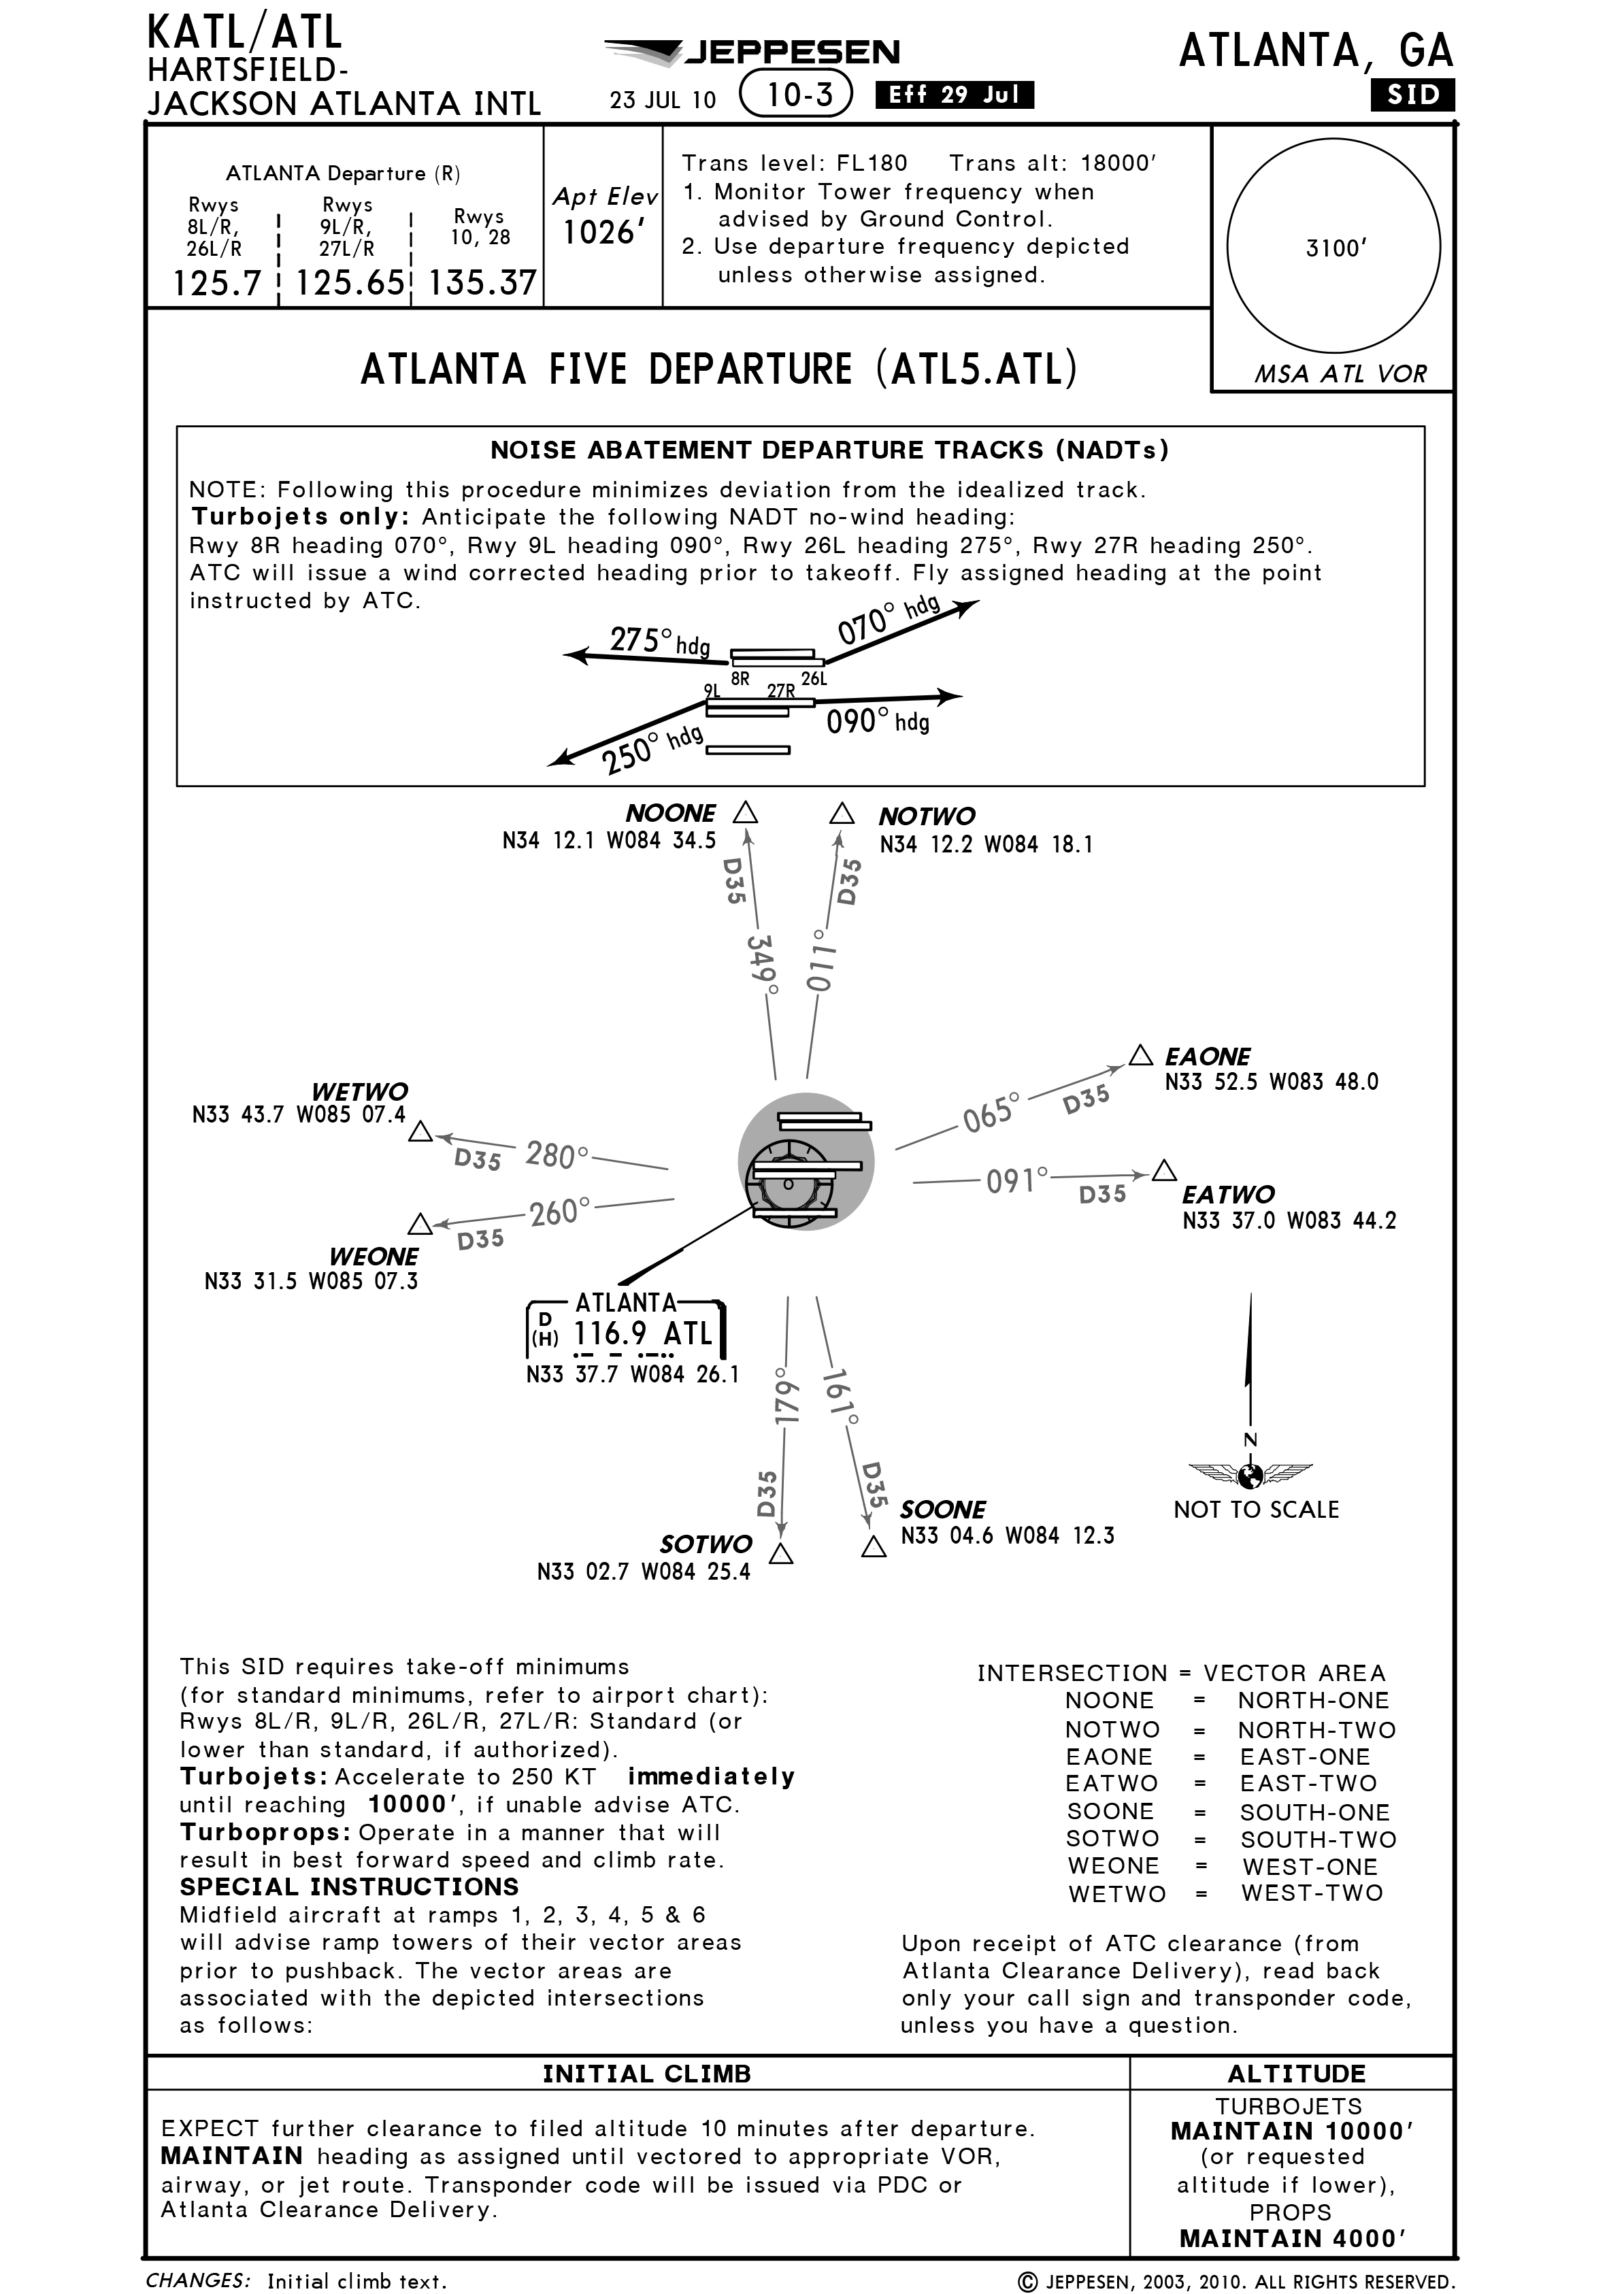 KATL/ATL
HARTSFIELD-
JACKSON ATLANTA INTL
JEPPESEN
23 JUL 10
10-3
Eff 29 Jul
ATLANTA, GA
SID
ATLANTA Departure (R)
Rwys
8L/R,
26L/R
125.7
Rwys
9L/R,
27L/R
125.65
Rwys
10, 28
135.37
Apt Elev
1026'
Trans level: FL180 Trans alt: 18000'
1. Monitor Tower frequency when
advised by Ground Control.
2. Use departure frequency depicted
unless otherwise assigned.
3100'
MSA ATL VOR
ATLANTA FIVE DEPARTURE (ATL5.ATL)
NOISE ABATEMENT DEPARTURE TRACKS (NADTs)
NOTE: Following this procedure minimizes deviation from the idealized track.
Turbojets only: Anticipate the following NADT no-wind heading:
Rwy 8R heading 070°, Rwy 9L heading 090°, Rwy 26L heading 275°, Rwy 27R heading 250°.
ATC will issue a wind corrected heading prior to takeoff. Fly assigned heading at the point
instructed by ATC.
275° hdg
070° hdg
8R
26L
9L
27R
090° hdg
250° hdg
NOONE
N34 12.1 W084 34.5
NOTWO
N34 12.2 W084 18.1
D35
D35
349°
011°
EAONE
N33 52.5 W083 48.0
065°
D35
WETWO
N33 43.7 W085 07.4
D35
280°
091°
D35
EATWO
N33 37.0 W083 44.2
260°
D35
WEONE
N33 31.5 W085 07.3
ATLANTA
D
(H)
116.9 ATL
N33 37.7 W084 26.1
179°
161°
D35
D35
SOONE
N33 04.6 W084 12.3
SOTWO
N33 02.7 W084 25.4
N
NOT TO SCALE
This SID requires take-off minimums
(for standard minimums, refer to airport chart):
Rwys 8L/R, 9L/R, 26L/R, 27L/R: Standard (or
lower than standard, if authorized).
Turbojets: Accelerate to 250 KT immediately
until reaching 10000', if unable advise ATC.
Turboprops: Operate in a manner that will
result in best forward speed and climb rate.
SPECIAL INSTRUCTIONS
Midfield aircraft at ramps 1, 2, 3, 4, 5 & 6
will advise ramp towers of their vector areas
prior to pushback. The vector areas are
associated with the depicted intersections
as follows:
INTERSECTION = VECTOR AREA
NOONE = NORTH-ONE
NOTWO = NORTH-TWO
EAONE = EAST-ONE
EATWO = EAST-TWO
SOONE = SOUTH-ONE
SOTWO = SOUTH-TWO
WEONE = WEST-ONE
WETWO = WEST-TWO
Upon receipt of ATC clearance (from
Atlanta Clearance Delivery), read back
only your call sign and transponder code,
unless you have a question.
INITIAL CLIMB
EXPECT further clearance to filed altitude 10 minutes after departure.
MAINTAIN heading as assigned until vectored to appropriate VOR,
airway, or jet route. Transponder code will be issued via PDC or
Atlanta Clearance Delivery.
ALTITUDE
TURBOJETS
MAINTAIN 10000'
(or requested
altitude if lower),
PROPS
MAINTAIN 4000'
CHANGES: Initial climb text.
© JEPPESEN, 2003, 2010. ALL RIGHTS RESERVED.